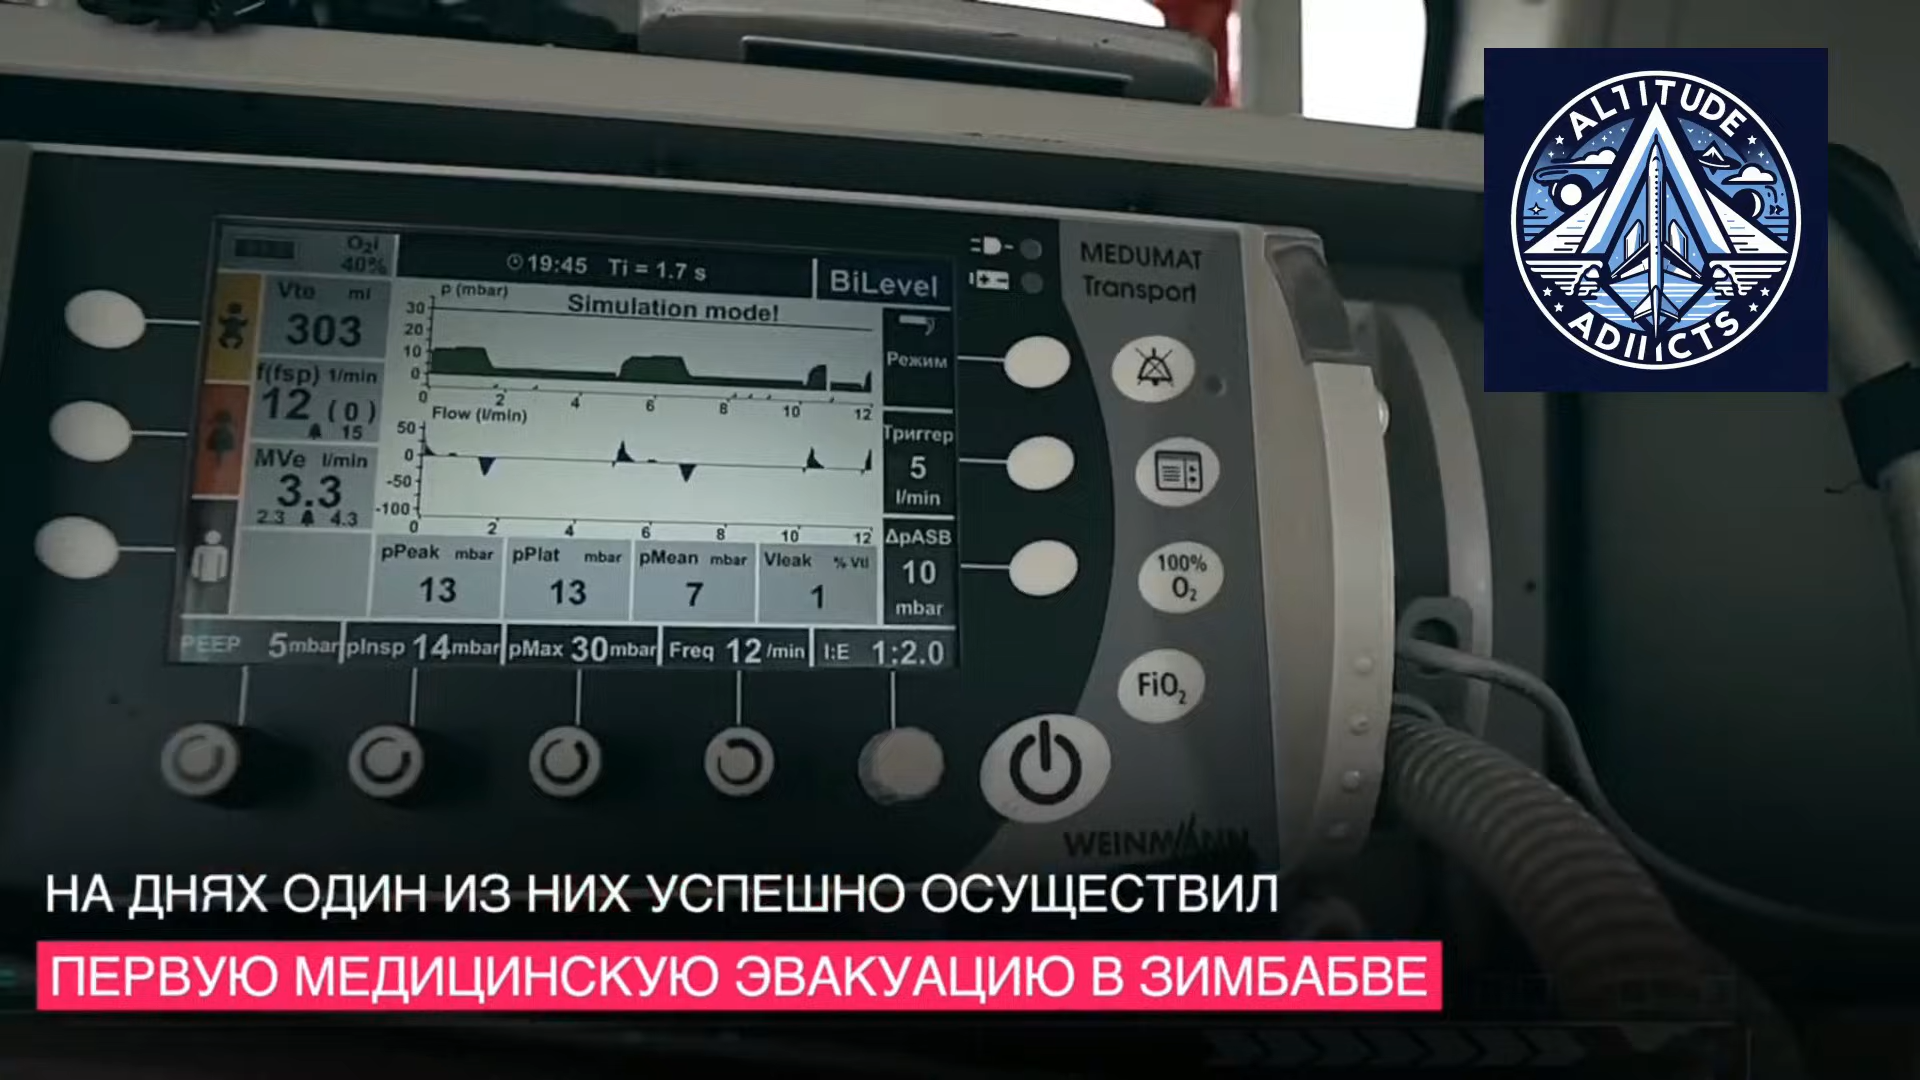 ALTITUDE
ADIIICTS
O₂i
40%
19:45 Ti = 1.7 s
BiLevel
MEDUMAT
Transport
Vte ml
303
p (mbar)
Simulation mode!
30
20
10
0
0 2 4 6 8 10 12
Режим
f(fsp) 1/min
12 (0)
15
Flow (l/min)
50
0
-50
-100
0 2 4 6 8 10 12
Триггер
5
l/min
MVe l/min
3.3
2.3 4.3
pPeak mbar
13
pPlat mbar
13
pMean mbar
7
Vleak % Vti
1
ΔpASB
10
mbar
PEEP 5mbar pInsp 14mbar pMax 30mbar Freq 12/min I:E 1:2.0
100%
O₂
FiO₂
WEINMANN
НА ДНЯХ ОДИН ИЗ НИХ УСПЕШНО ОСУЩЕСТВИЛ
ПЕРВУЮ МЕДИЦИНСКУЮ ЭВАКУАЦИЮ В ЗИМБАБВЕ